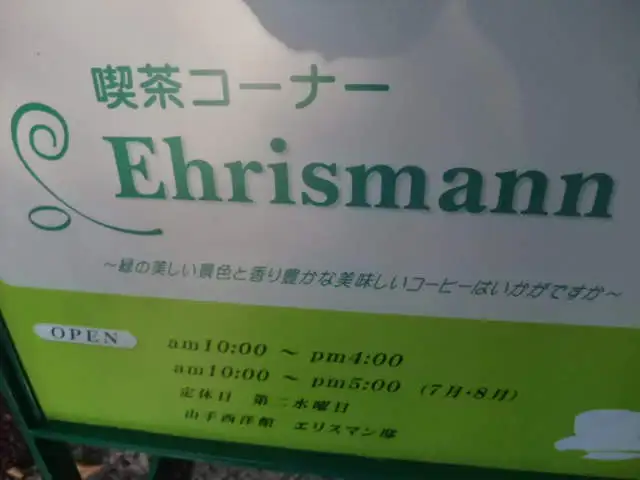 喫茶コーナー
Ehrismann
～緑の美しい景色と香り豊かな美味しいコーヒーはいかがですか～
OPEN
am10:00 ～ pm4:00
am10:00 ～ pm5:00 (7月・8月)
定休日 第二水曜日
山手西洋館 エリスマン邸